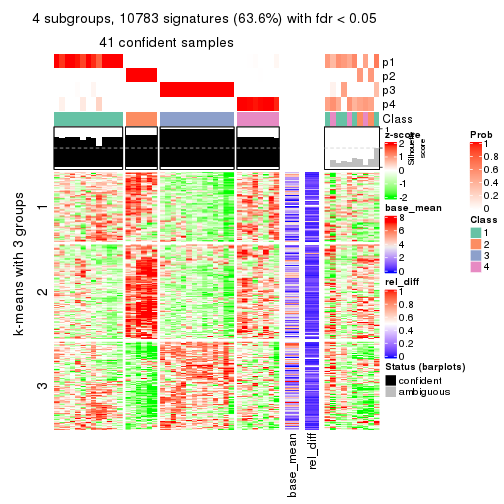 4 subgroups, 10783 signatures (63.6%) with fdr < 0.05
41 confident samples
p1
p2
p3
p4
Class
1
Silhouette
score
k-means with 3 groups
1
2
3
base_mean
rel_diff
z-score
2
1
0
-1
-2
base_mean
8
6
4
2
0
rel_diff
1
0.8
0.6
0.4
0.2
0
Status (barplots)
confident
ambiguous
Prob
1
0.8
0.6
0.4
0.2
0
Class
1
2
3
4